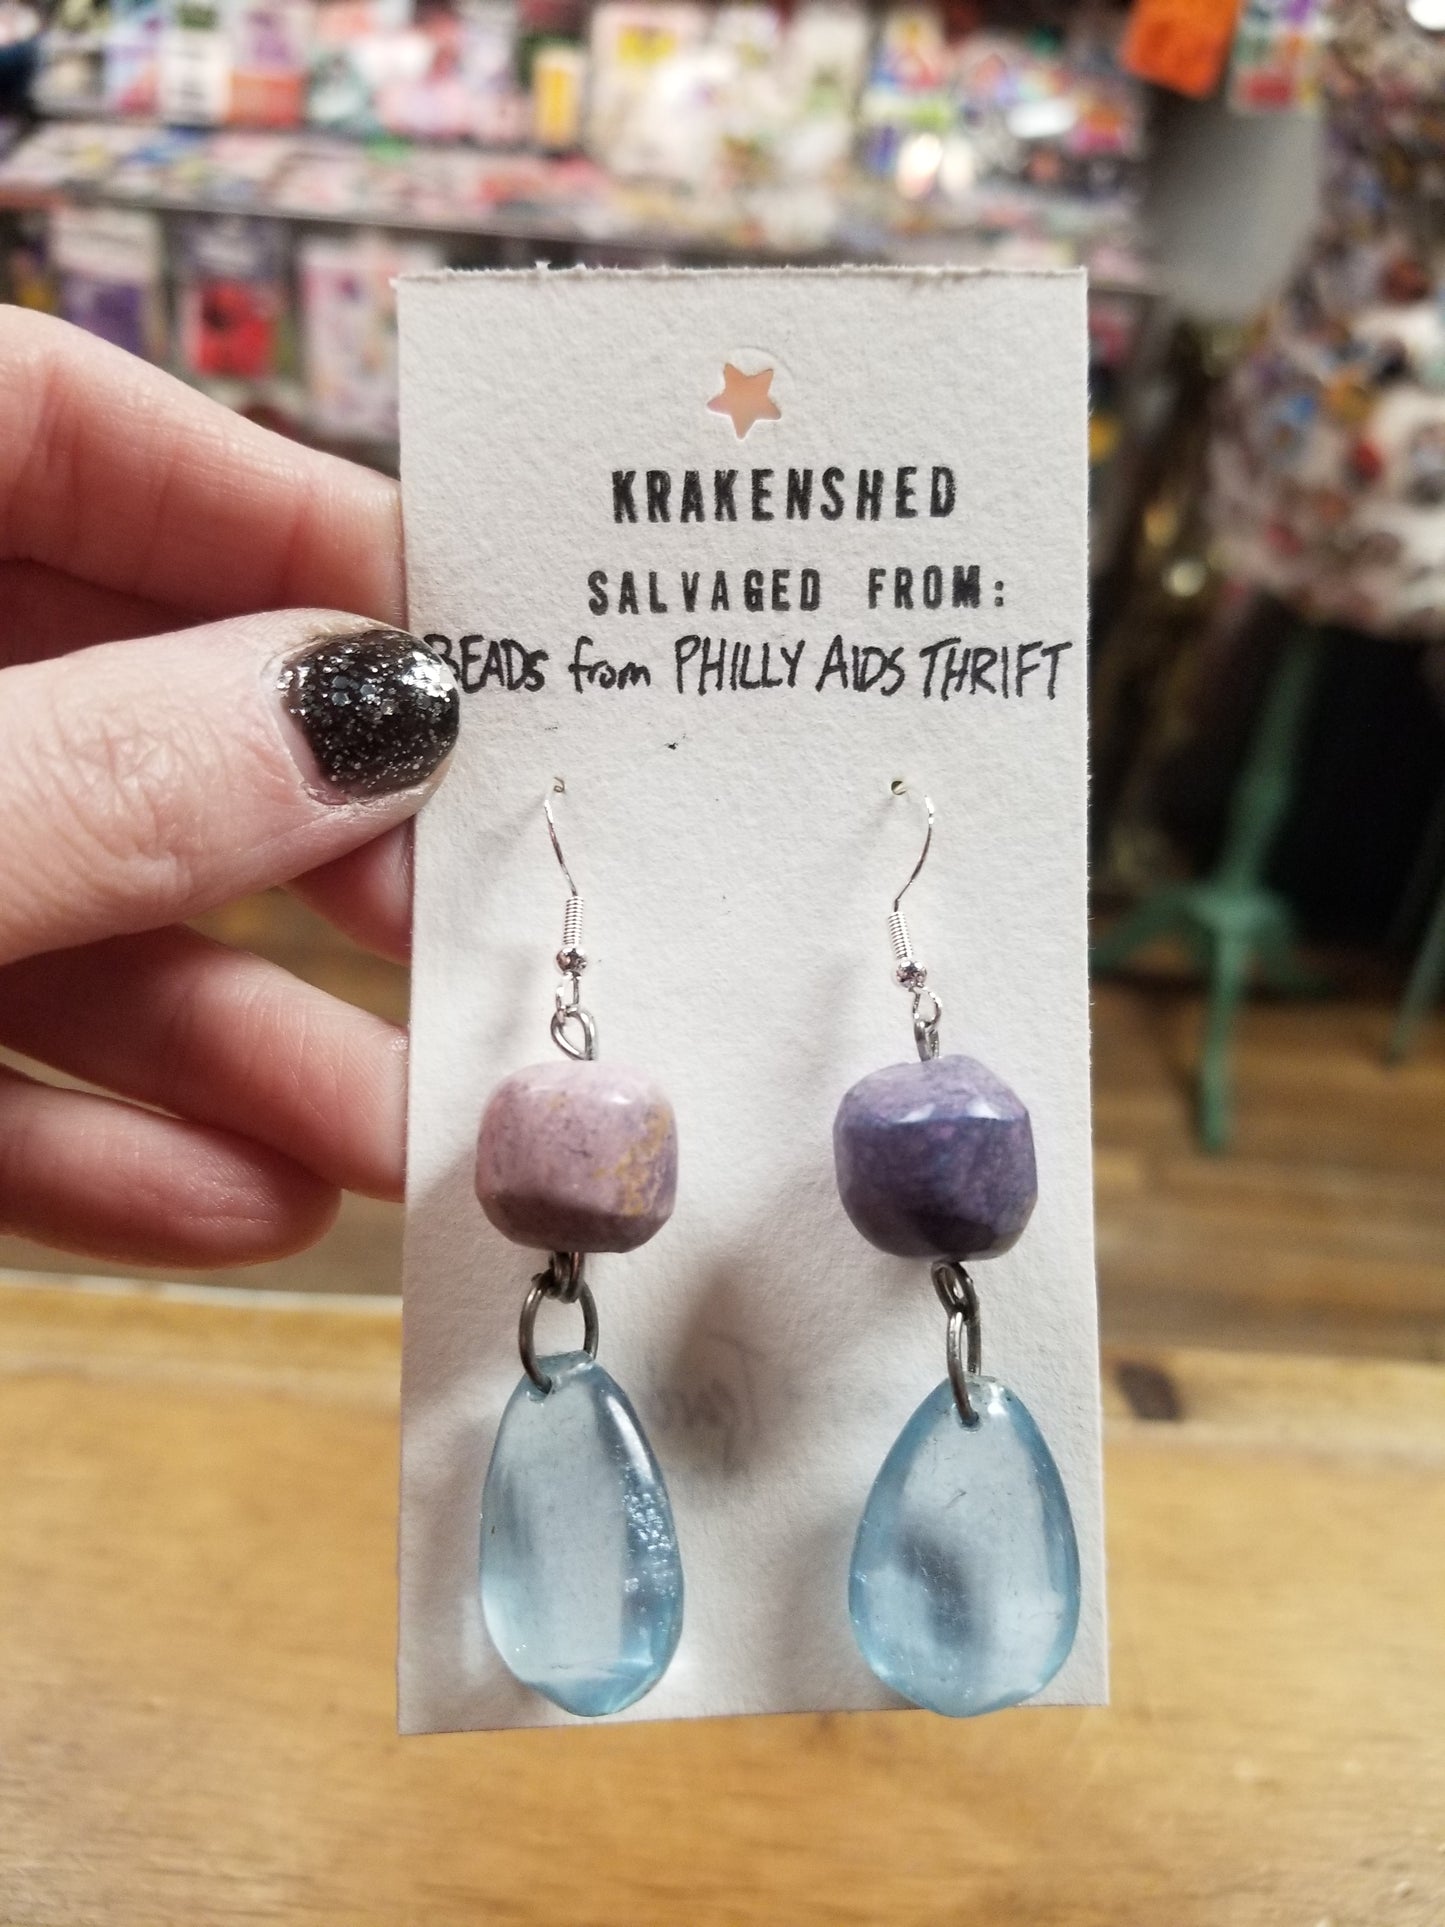 KRAKENSHED
SALVAGED FROM:
BEADS from PHILLY AIDS THRIFT